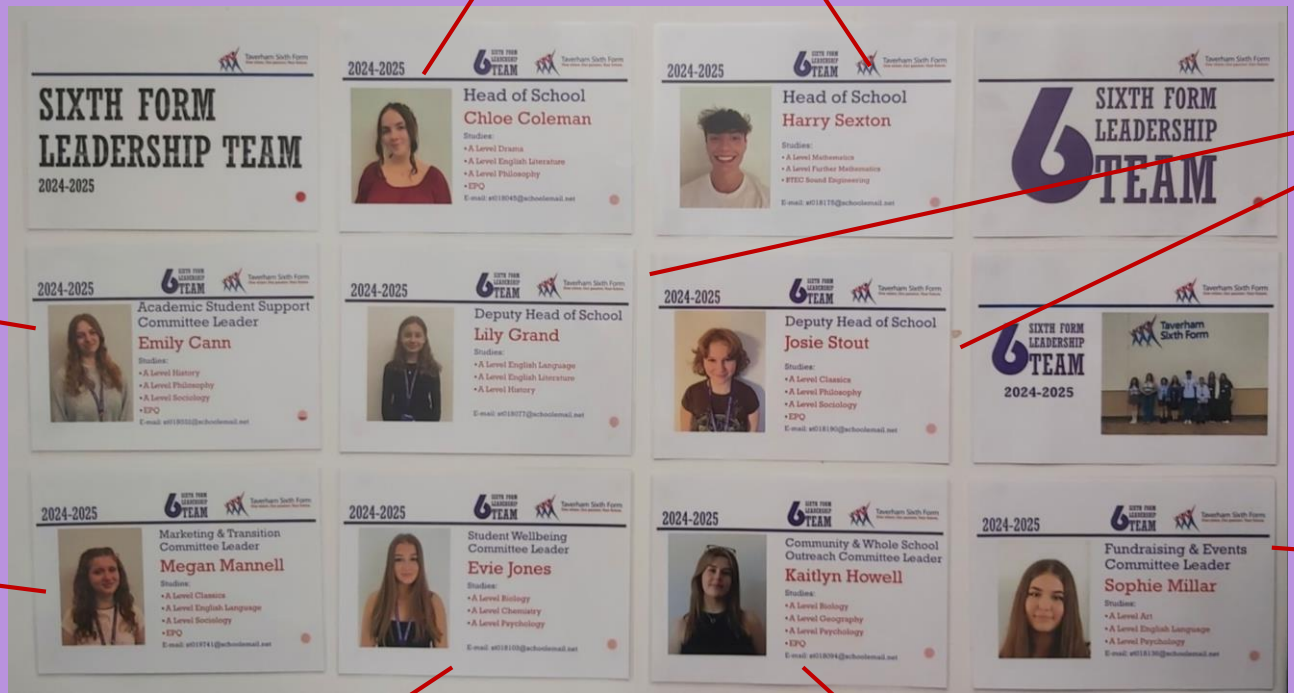 SIXTH FORM
LEADERSHIP TEAM
2024-2025
Taverham Sixth Form
2024-2025
6 SIXTH FORM
LEADERSHIP
TEAM
Taverham Sixth Form
Head of School
Chloe Coleman
Studies:
•A Level Drama
•A Level English Literature
•A Level Philosophy
•EPQ
2024-2025
6 SIXTH FORM
LEADERSHIP
TEAM
Taverham Sixth Form
Head of School
Harry Sexton
Studies:
•A Level Mathematics
•A Level Further Mathematics
•BTEC Sound Engineering
Taverham Sixth Form
6 SIXTH FORM
LEADERSHIP
TEAM
2024-2025
6 SIXTH FORM
LEADERSHIP
TEAM
Taverham Sixth Form
Academic Student Support
Committee Leader
Emily Cann
Studies:
•A Level History
•A Level Philosophy
•A Level Sociology
•EPQ
2024-2025
6 SIXTH FORM
LEADERSHIP
TEAM
Taverham Sixth Form
Deputy Head of School
Lily Grand
Studies:
•A Level English Language
•A Level English Literature
•A Level History
2024-2025
6 SIXTH FORM
LEADERSHIP
TEAM
Taverham Sixth Form
Deputy Head of School
Josie Stout
Studies:
•A Level Classics
•A Level Philosophy
•A Level Sociology
•EPQ
Taverham Sixth Form
6 SIXTH FORM
LEADERSHIP
TEAM
2024-2025
Taverham
Sixth Form
2024-2025
6 SIXTH FORM
LEADERSHIP
TEAM
Taverham Sixth Form
Marketing & Transition
Committee Leader
Megan Mannell
Studies:
•A Level Classics
•A Level English Language
•A Level Sociology
•EPQ
2024-2025
6 SIXTH FORM
LEADERSHIP
TEAM
Taverham Sixth Form
Student Wellbeing
Committee Leader
Evie Jones
Studies:
•A Level Biology
•A Level Chemistry
•A Level Psychology
2024-2025
6 SIXTH FORM
LEADERSHIP
TEAM
Taverham Sixth Form
Community & Whole School
Outreach Committee Leader
Kaitlyn Howell
Studies:
•A Level Biology
•A Level Geography
•A Level Psychology
•EPQ
2024-2025
6 SIXTH FORM
LEADERSHIP
TEAM
Taverham Sixth Form
Fundraising & Events
Committee Leader
Sophie Millar
Studies:
•A Level Art
•A Level English Language
•A Level Psychology